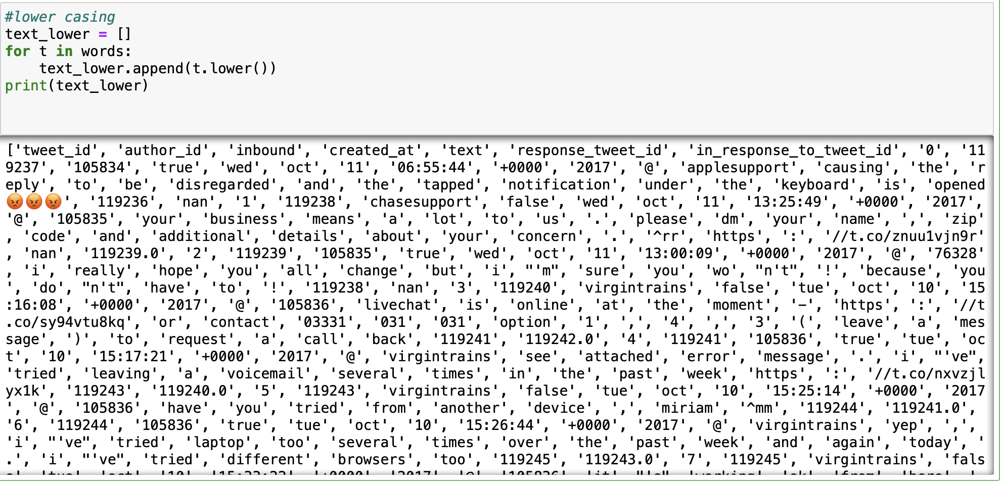 #lower casing
text_lower = []
for t in words:
    text_lower.append(t.lower())
print(text_lower)
['tweet_id', 'author_id', 'inbound', 'created_at', 'text', 'response_tweet_id', 'in_response_to_tweet_id', '0', '11
9237', '105834', 'true', 'wed', 'oct', '11', '06:55:44', '+0000', '2017', '@', 'applesupport', 'causing', 'the', 'r
eply', 'to', 'be', 'disregarded', 'and', 'the', 'tapped', 'notification', 'under', 'the', 'keyboard', 'is', 'opened
😡😡😡', '119236', 'nan', '1', '119238', 'chasesupport', 'false', 'wed', 'oct', '11', '13:25:49', '+0000', '2017',
'@', '105835', 'your', 'business', 'means', 'a', 'lot', 'to', 'us', '.', 'please', 'dm', 'your', 'name', ',', 'zip'
, 'code', 'and', 'additional', 'details', 'about', 'your', 'concern', '.', '^rr', 'https', ':', '//t.co/znuu1vjn9r'
, 'nan', '119239.0', '2', '119239', '105835', 'true', 'wed', 'oct', '11', '13:00:09', '+0000', '2017', '@', '76328'
, 'i', 'really', 'hope', 'you', 'all', 'change', 'but', 'i', "'m", 'sure', 'you', 'wo', "n't", '!', 'because', 'you
', 'do', "n't", 'have', 'to', '!', '119238', 'nan', '3', '119240', 'virgintrains', 'false', 'tue', 'oct', '10', '15
:16:08', '+0000', '2017', '@', '105836', 'livechat', 'is', 'online', 'at', 'the', 'moment', '–', 'https', ':', '//t
.co/sy94vtu8kq', 'or', 'contact', '03331', '031', '031', 'option', '1', ',', '4', ',', '3', '(', 'leave', 'a', 'mes
sage', ')', 'to', 'request', 'a', 'call', 'back', '119241', '119242.0', '4', '119241', '105836', 'true', 'tue', 'oc
t', '10', '15:17:21', '+0000', '2017', '@', 'virgintrains', 'see', 'attached', 'error', 'message', '.', 'i', "'ve",
'tried', 'leaving', 'a', 'voicemail', 'several', 'times', 'in', 'the', 'past', 'week', 'https', ':', '//t.co/nxvzjl
yx1k', '119243', '119240.0', '5', '119243', 'virgintrains', 'false', 'tue', 'oct', '10', '15:25:14', '+0000', '2017
', '@', '105836', 'have', 'you', 'tried', 'from', 'another', 'device', ',', 'miriam', '^mm', '119244', '119241.0',
'6', '119244', '105836', 'true', 'tue', 'oct', '10', '15:26:44', '+0000', '2017', '@', 'virgintrains', 'yep', ',',
'i', "'ve", 'tried', 'laptop', 'too', 'several', 'times', 'over', 'the', 'past', 'week', 'and', 'again', 'today', '
.', 'i', "'ve", 'tried', 'different', 'browsers', 'too', '119245', '119243.0', '7', '119245', 'virgintrains', 'fals